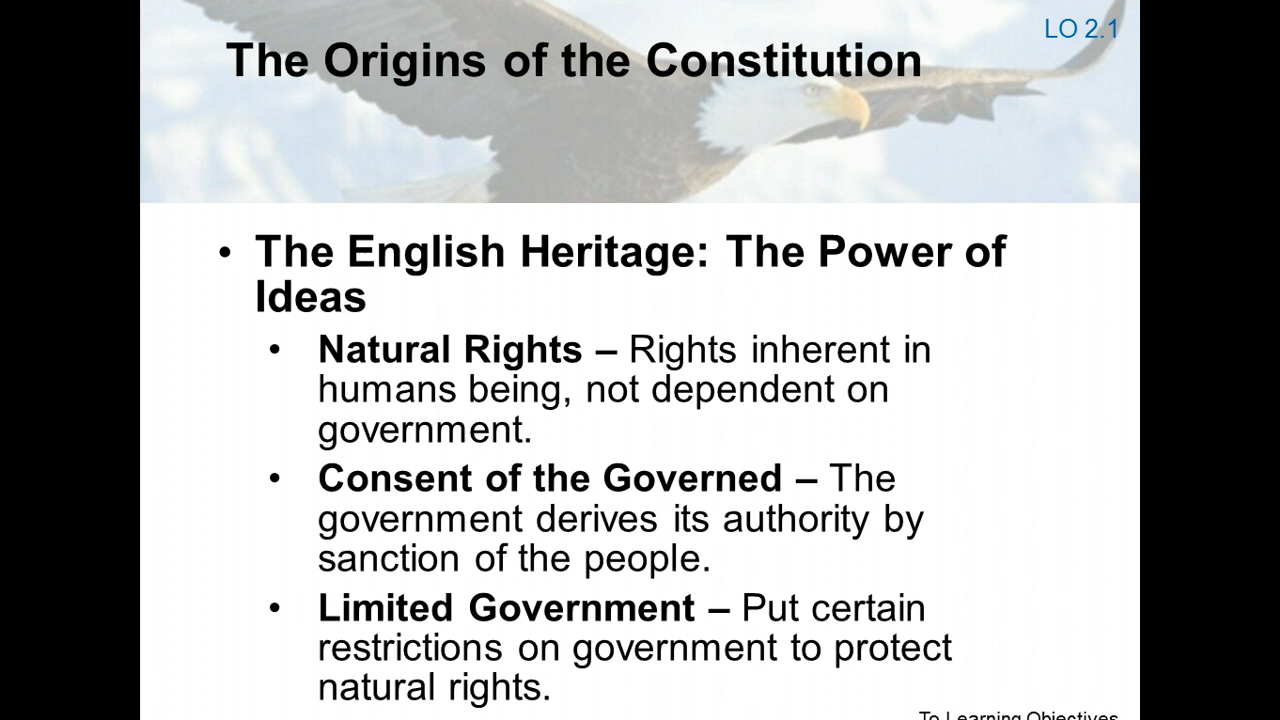 LO 2.1
The Origins of the Constitution
• The English Heritage: The Power of
Ideas
• Natural Rights – Rights inherent in
humans being, not dependent on
government.
• Consent of the Governed – The
government derives its authority by
sanction of the people.
• Limited Government – Put certain
restrictions on government to protect
natural rights.
To Learning Objectives